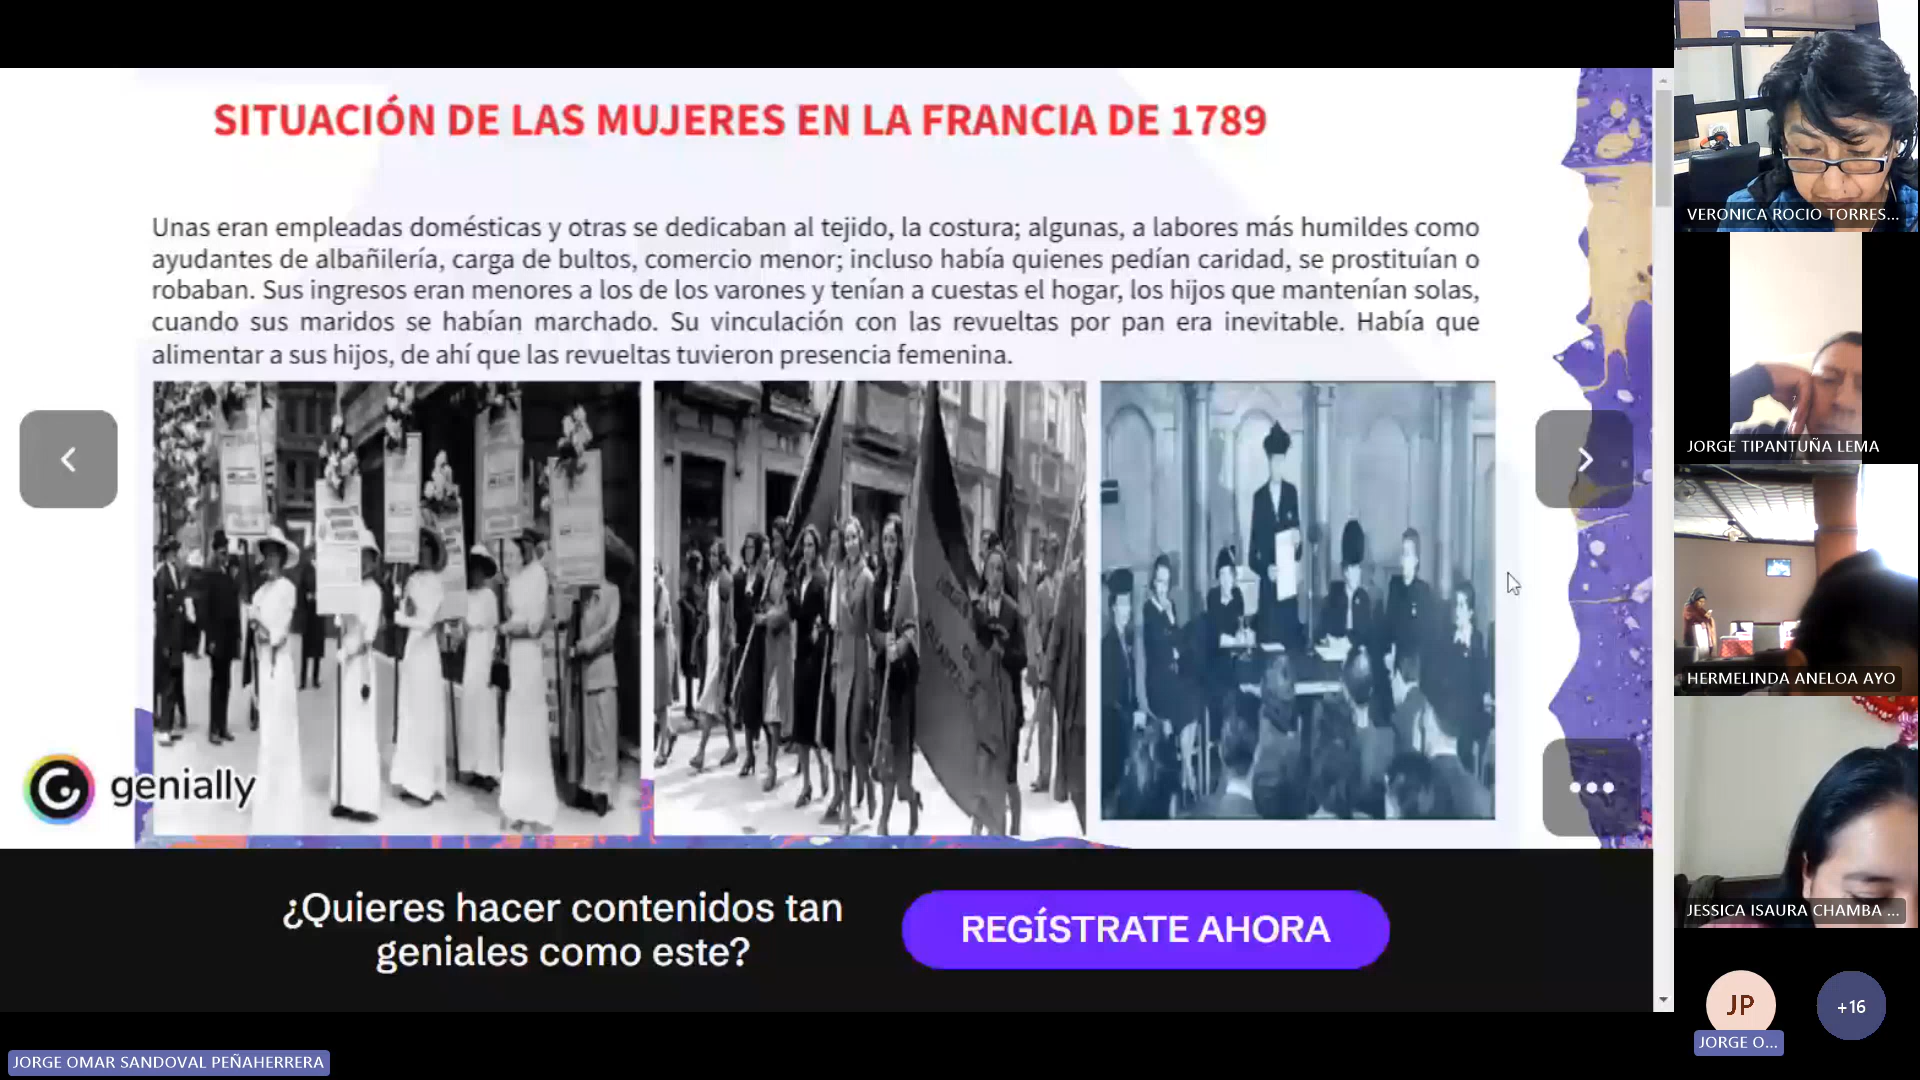 SITUACIÓN DE LAS MUJERES EN LA FRANCIA DE 1789
Unas eran empleadas domésticas y otras se dedicaban al tejido, la costura; algunas, a labores más humildes como
ayudantes de albañilería, carga de bultos, comercio menor; incluso había quienes pedían caridad, se prostituían o
robaban. Sus ingresos eran menores a los de los varones y tenían a cuestas el hogar, los hijos que mantenían solas,
cuando sus maridos se habían marchado. Su vinculación con las revueltas por pan era inevitable. Había que
alimentar a sus hijos, de ahí que las revueltas tuvieron presencia femenina.
genially
¿Quieres hacer contenidos tan
geniales como este?
REGÍSTRATE AHORA
JORGE OMAR SANDOVAL PEÑAHERRERA
VERONICA ROCIO TORRES...
JORGE TIPANTUÑA LEMA
HERMELINDA ANELOA AYO
JESSICA ISAURA CHAMBA ...
JP
+16
JORGE O...